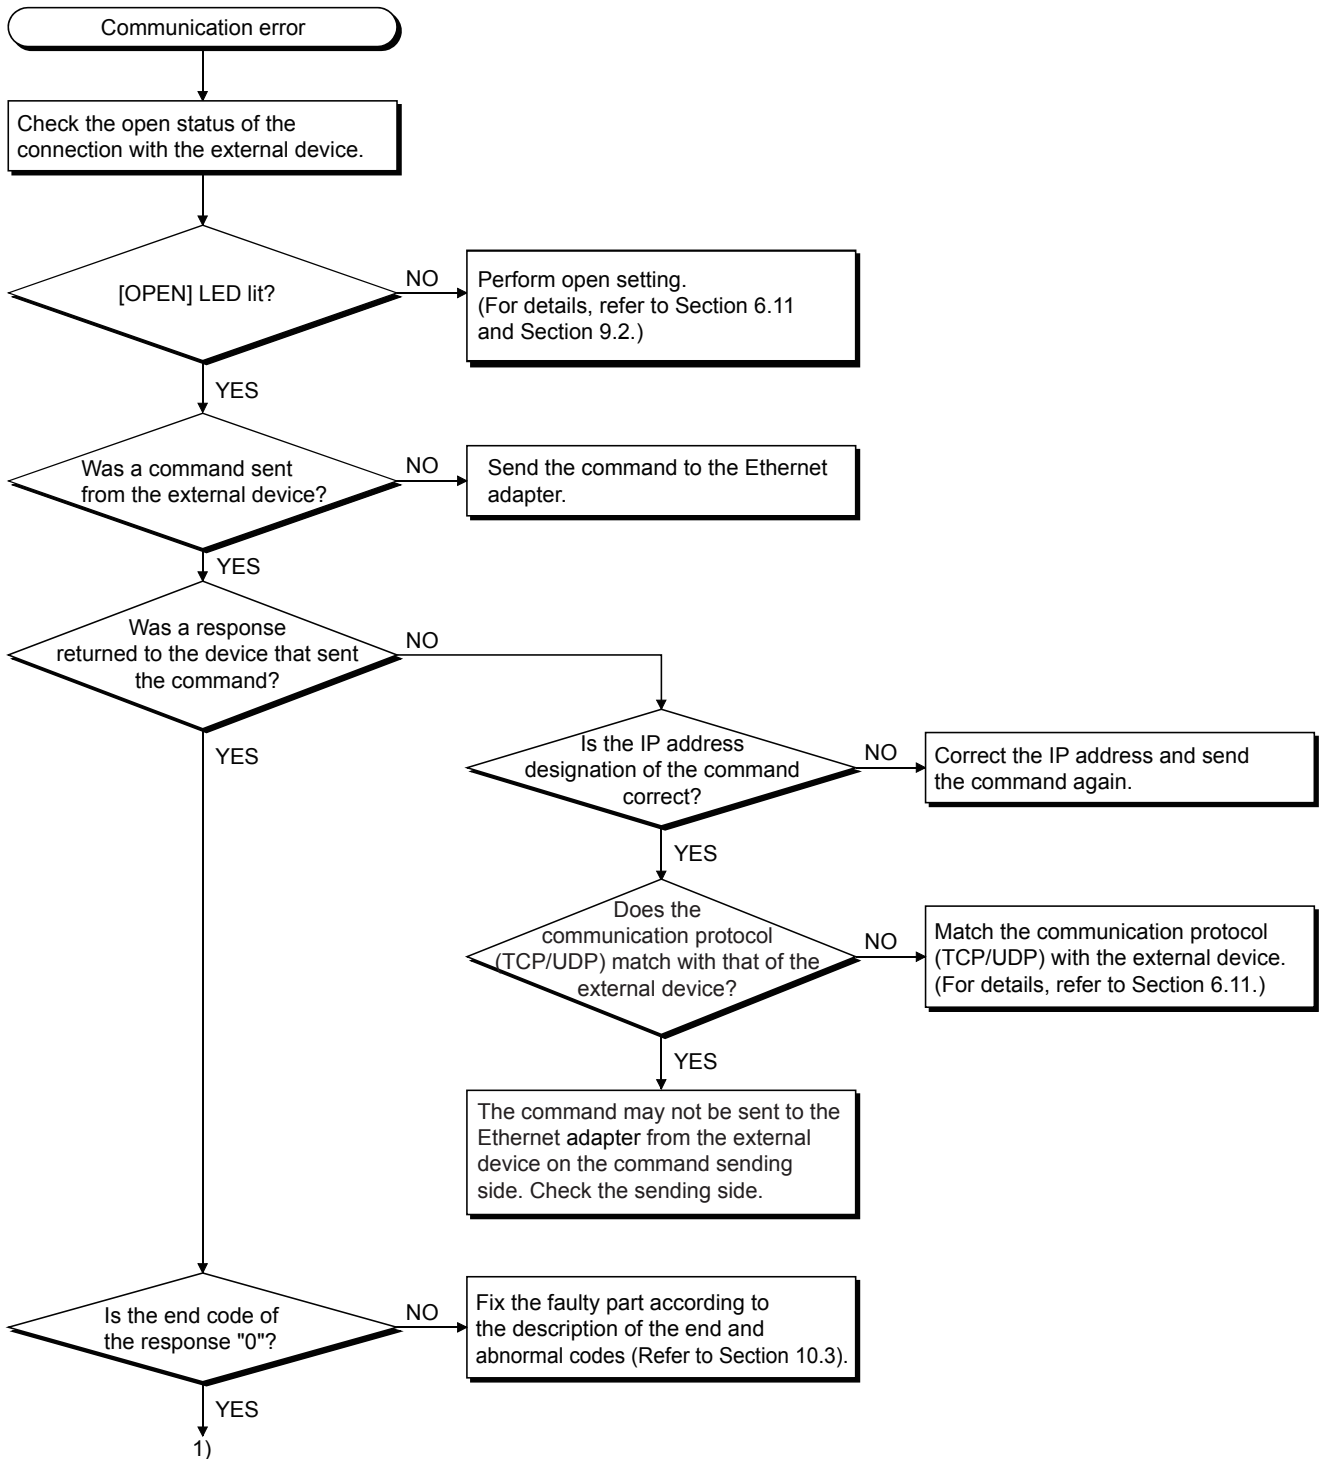 Communication error
Check the open status of the
connection with the external device.
[OPEN] LED lit?
NO
Perform open setting.
(For details, refer to Section 6.11
and Section 9.2.)
YES
Was a command sent
from the external device?
NO
Send the command to the Ethernet
adapter.
YES
Was a response
returned to the device that sent
the command?
NO
YES
Is the IP address
designation of the command
correct?
NO
Correct the IP address and send
the command again.
YES
Does the
communication protocol
(TCP/UDP) match with that of the
external device?
NO
Match the communication protocol
(TCP/UDP) with the external device.
(For details, refer to Section 6.11.)
YES
The command may not be sent to the
Ethernet adapter from the external
device on the command sending
side. Check the sending side.
Is the end code of
the response "0"?
NO
Fix the faulty part according to
the description of the end and
abnormal codes (Refer to Section 10.3).
YES
1)